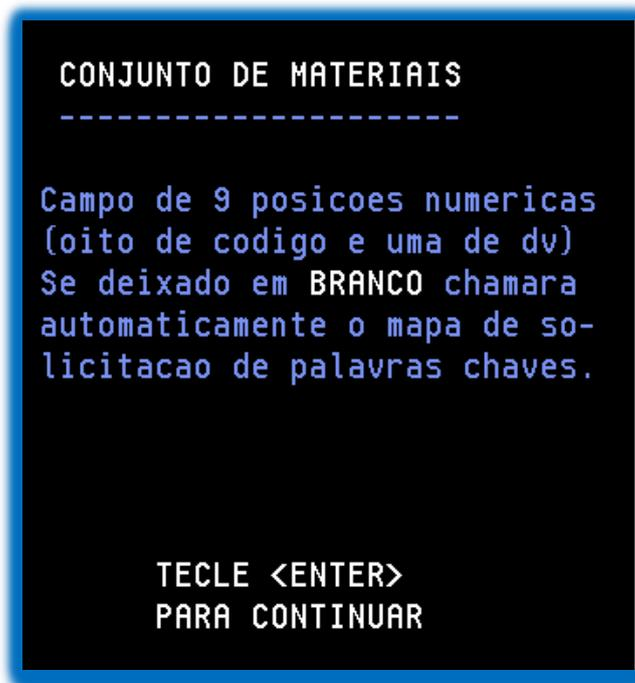 CONJUNTO DE MATERIAIS
---------------------
Campo de 9 posicoes numericas
(oito de codigo e uma de dv)
Se deixado em BRANCO chamara
automaticamente o mapa de so-
licitacao de palavras chaves.
TECLE <ENTER>
PARA CONTINUAR